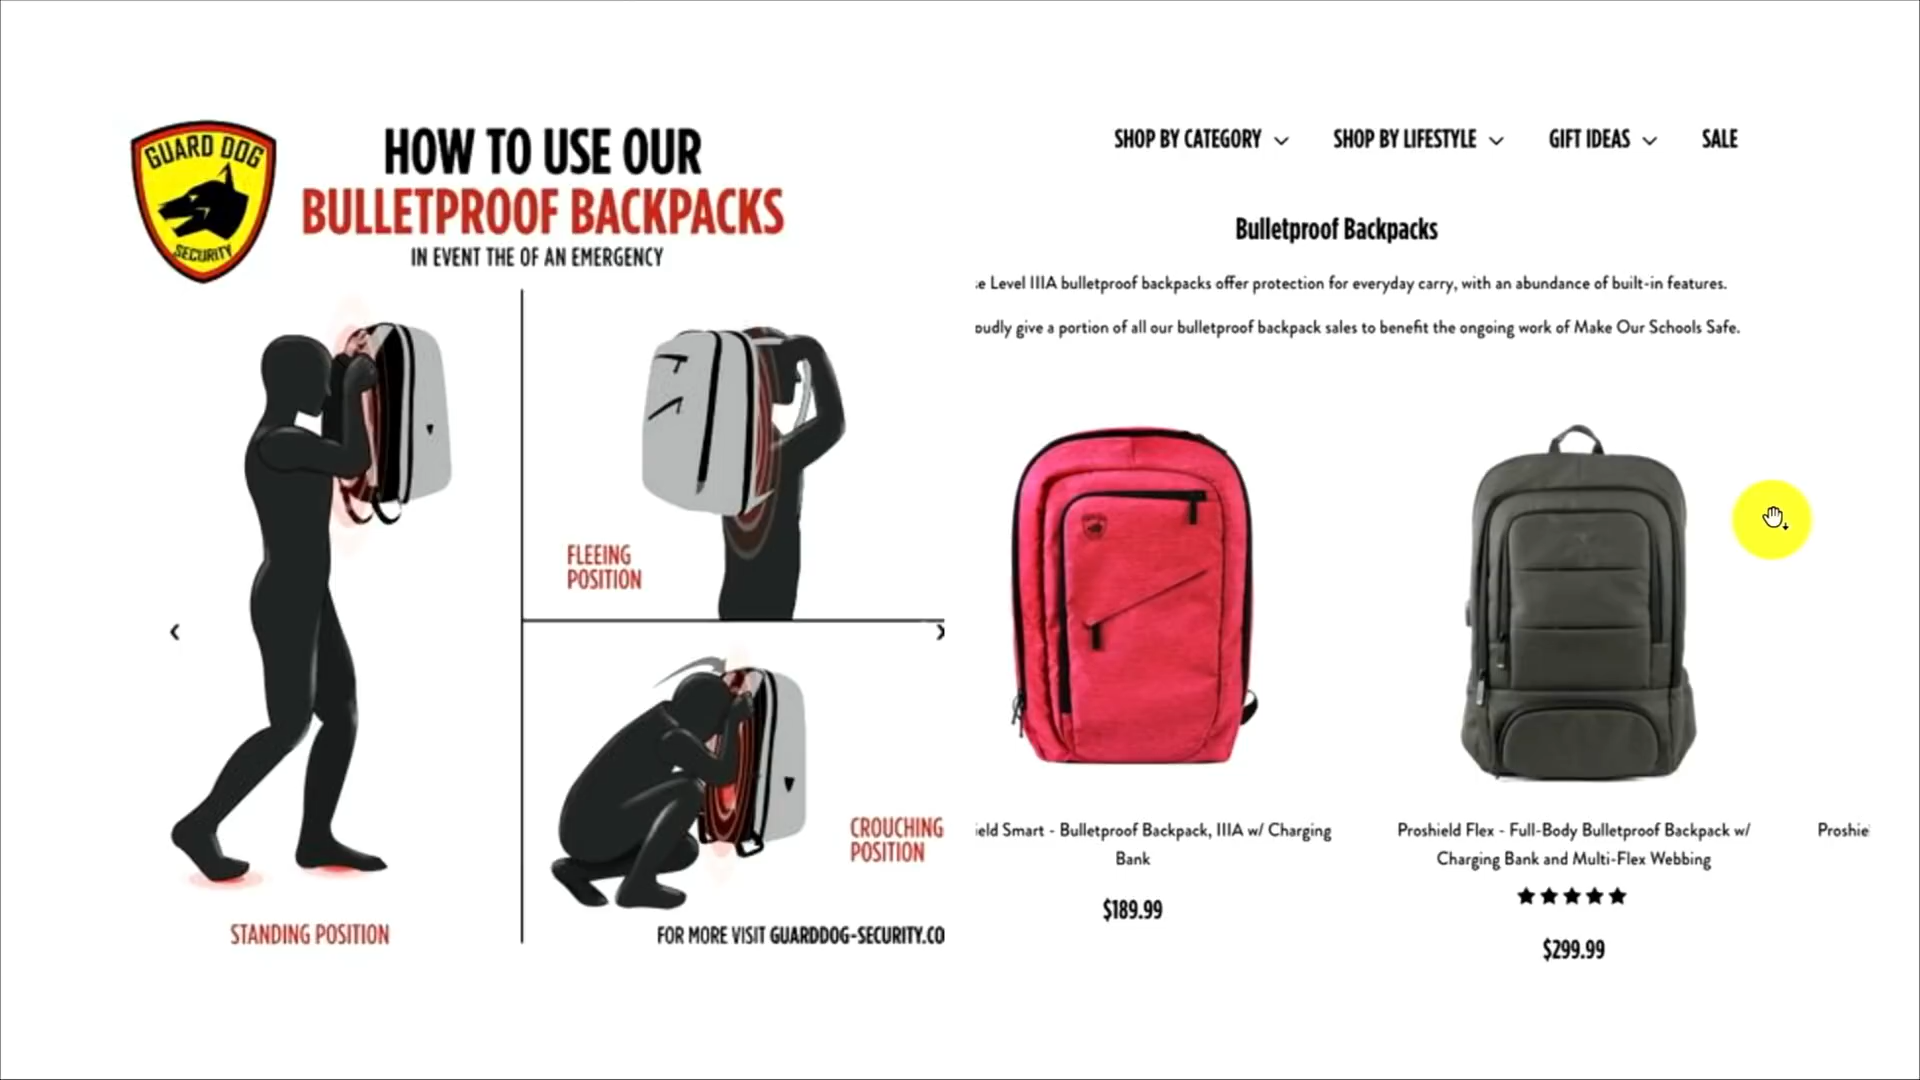 GUARD DOG
SECURITY
HOW TO USE OUR
BULLETPROOF BACKPACKS
IN EVENT THE OF AN EMERGENCY
FLEEING
POSITION
CROUCHING
POSITION
STANDING POSITION
FOR MORE VISIT GUARDDOG-SECURITY.CO
SHOP BY CATEGORY
SHOP BY LIFESTYLE
GIFT IDEAS
SALE
Bulletproof Backpacks
e Level IIIA bulletproof backpacks offer protection for everyday carry, with an abundance of built-in features.
oudly give a portion of all our bulletproof backpack sales to benefit the ongoing work of Make Our Schools Safe.
ield Smart - Bulletproof Backpack, IIIA w/ Charging
Bank
$189.99
Proshield Flex - Full-Body Bulletproof Backpack w/
Charging Bank and Multi-Flex Webbing
$299.99
Proshie